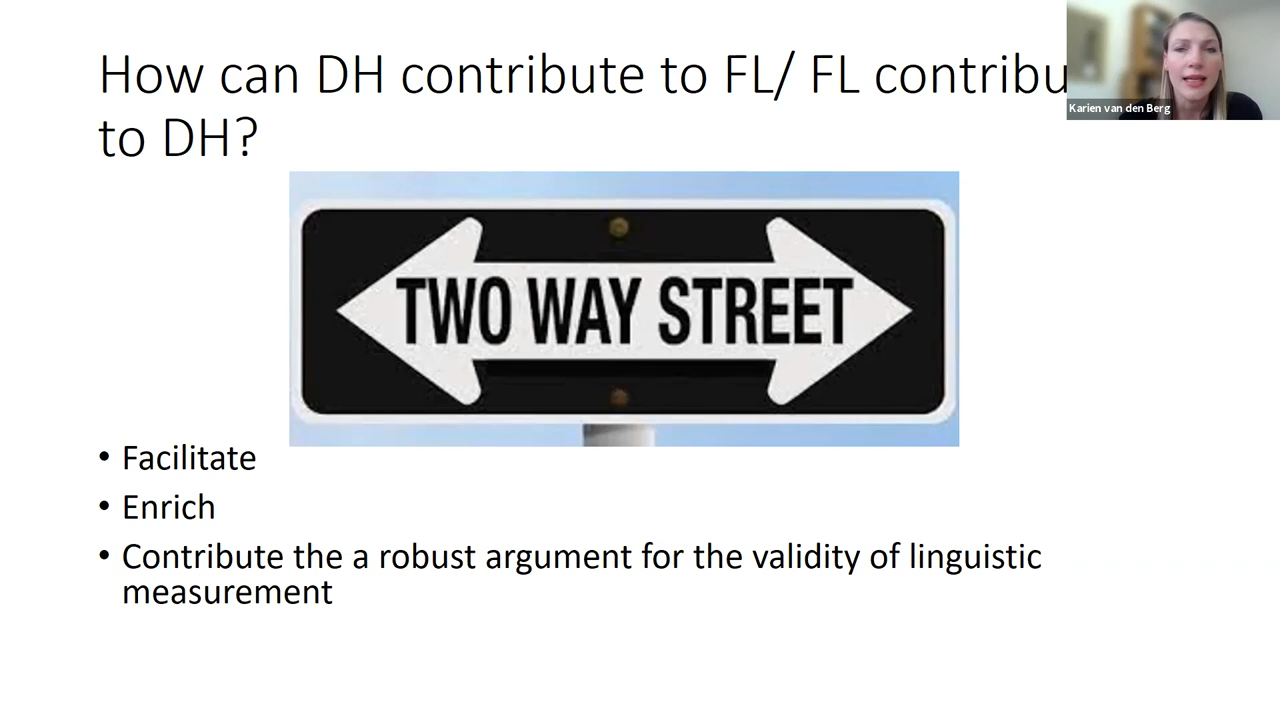 How can DH contribute to FL/ FL contribu
to DH?
Karien van den Berg
TWO WAY STREET
• Facilitate
• Enrich
• Contribute the a robust argument for the validity of linguistic
measurement